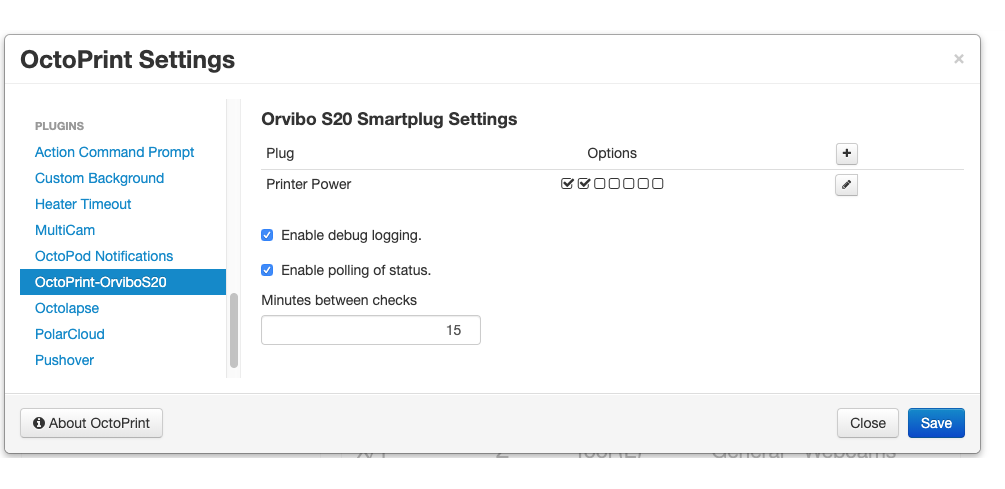 OctoPrint Settings
×
PLUGINS
Action Command Prompt
Custom Background
Heater Timeout
MultiCam
OctoPod Notifications
OctoPrint-OrviboS20
Octolapse
PolarCloud
Pushover
Orvibo S20 Smartplug Settings
Plug Options
Printer Power
Enable debug logging.
Enable polling of status.
Minutes between checks
15
About OctoPrint
Close Save
General Webcams